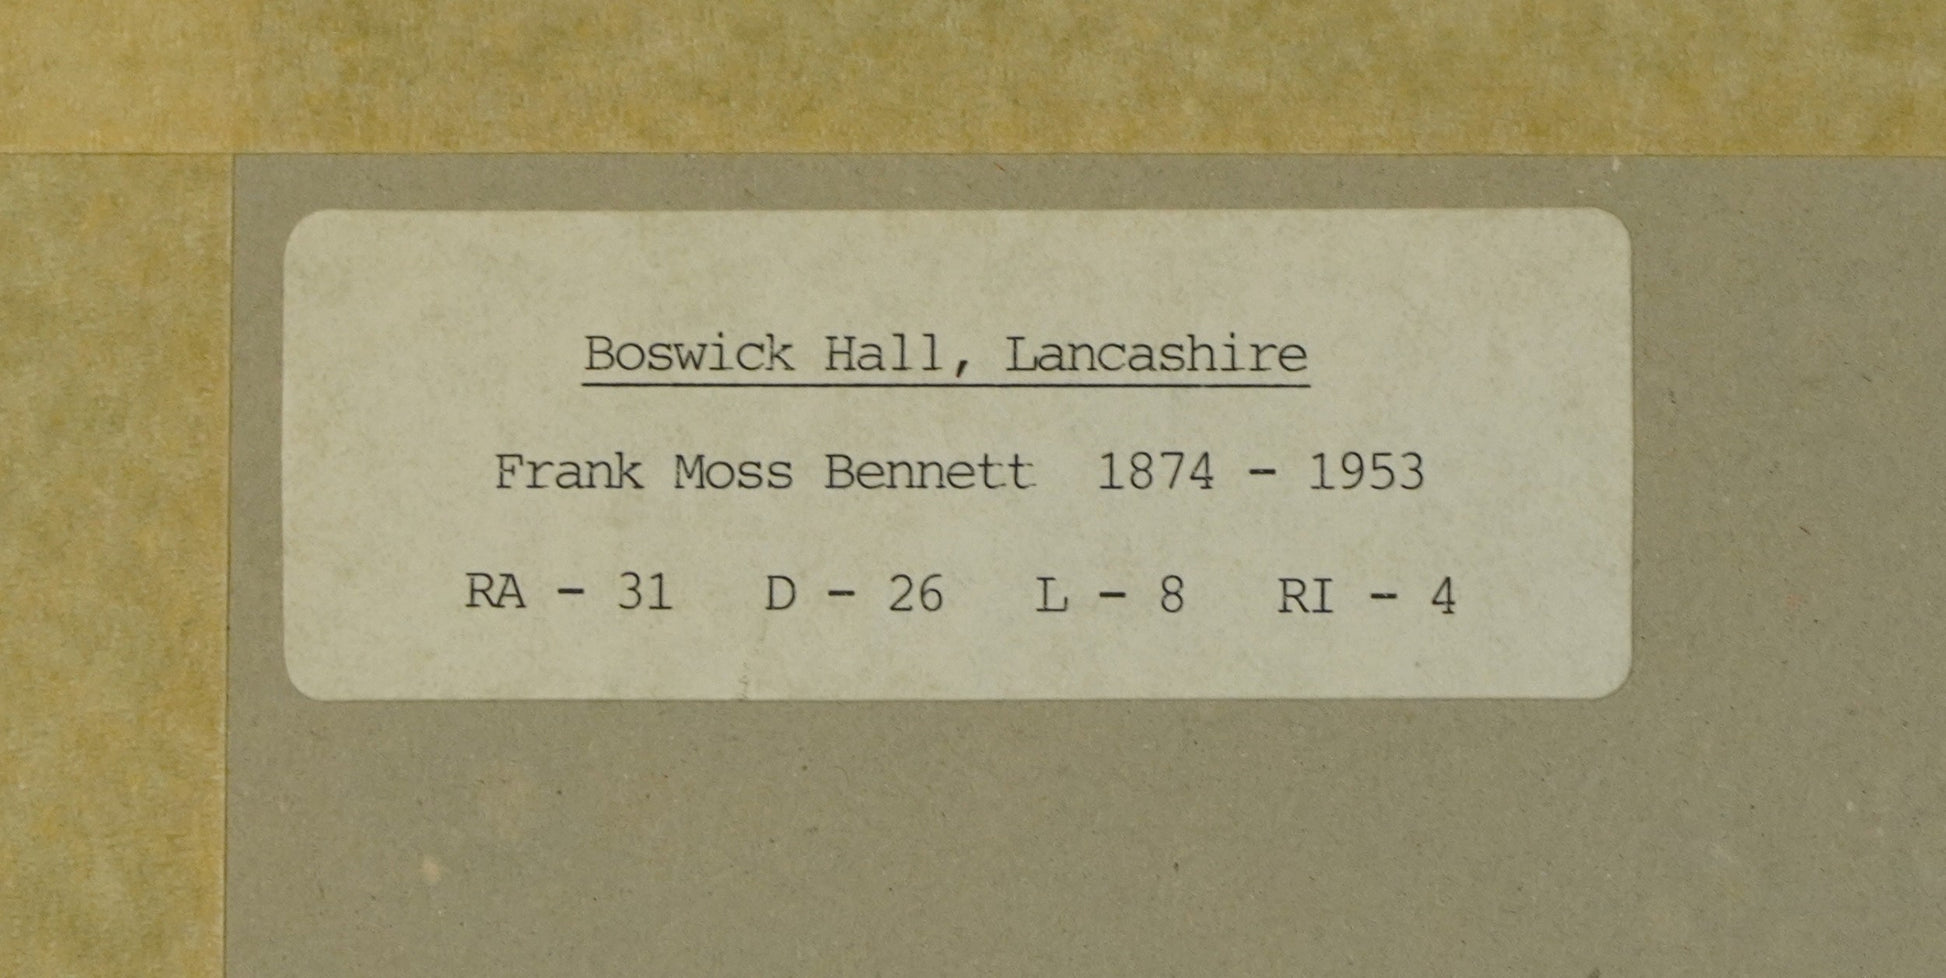 Boswick Hall, Lancashire
Frank Moss Bennett 1874 - 1953
RA - 31 D - 26 L - 8 RI - 4